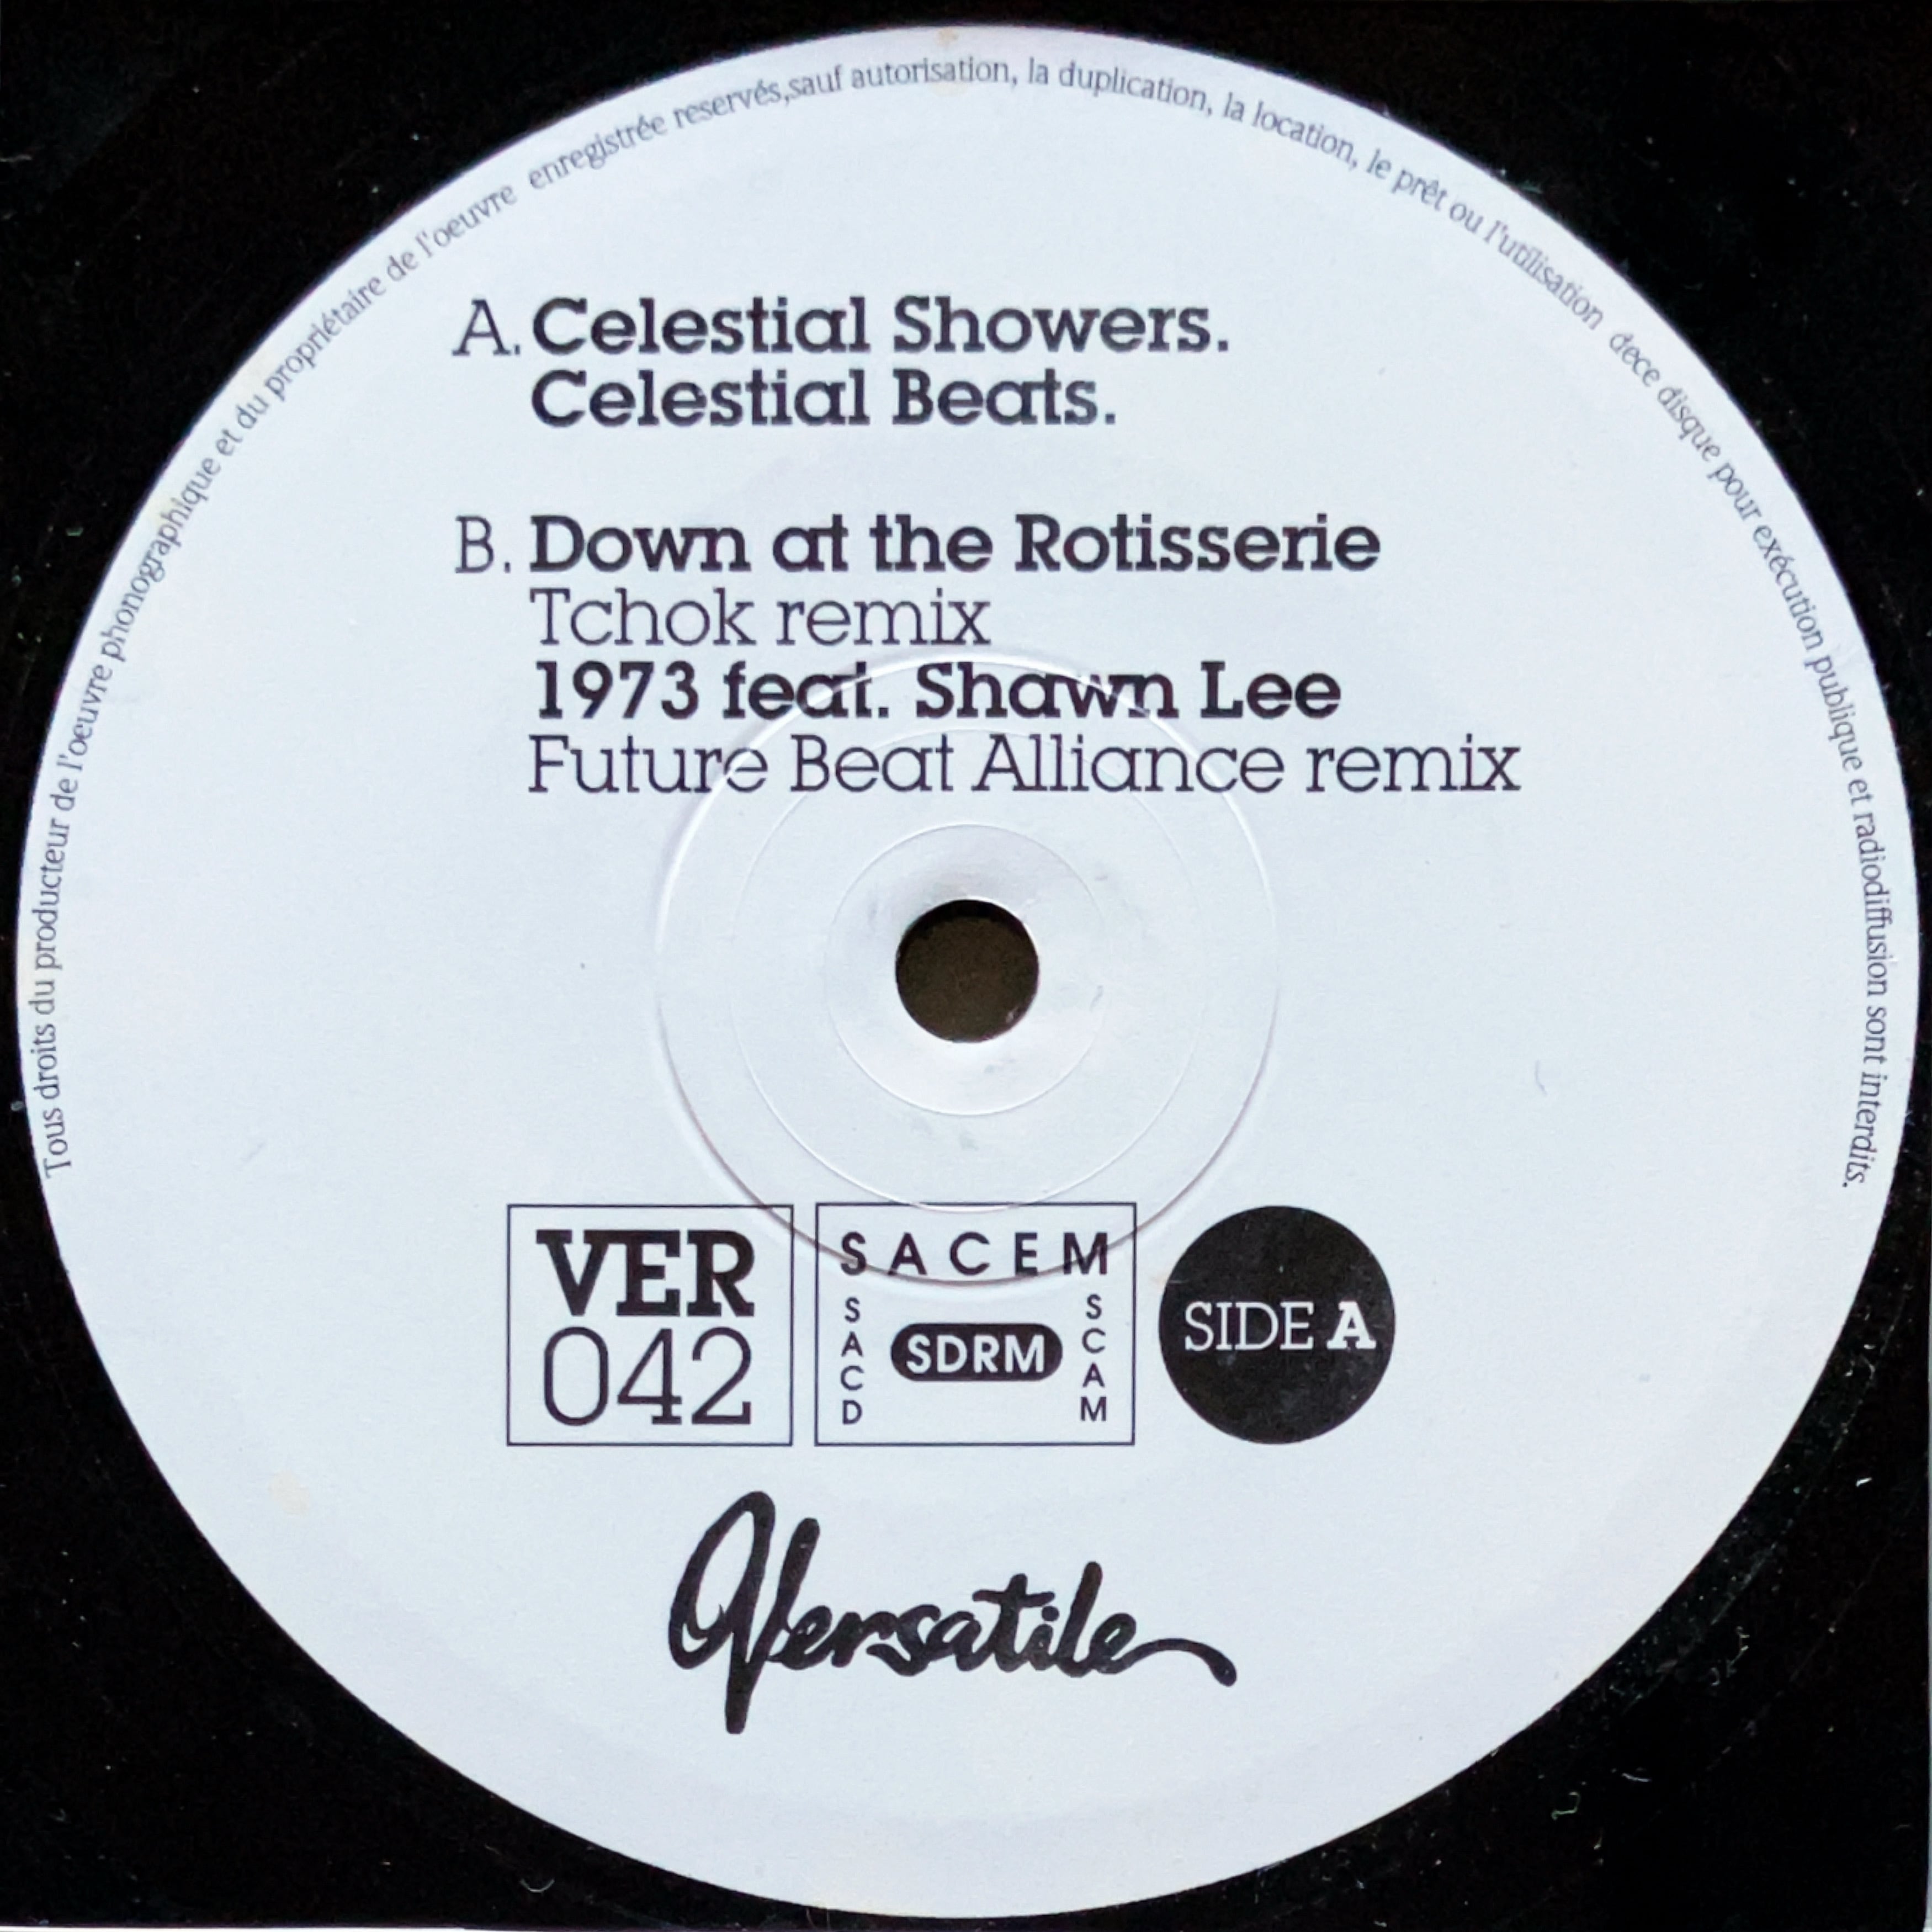 Tous droits du producteur de l'oeuvre phonographique et du propriétaire de l'oeuvre enregistrée reservés,sauf autorisation, la duplication, la location, le prêt ou l'utilisation dece disque pour exécution publique et radiodiffusion sont interdits.
A. Celestial Showers.
Celestial Beats.
B. Down at the Rotisserie
Tchok remix
1973 feat. Shawn Lee
Future Beat Alliance remix
VER
042
SACEM
SACD
SDRM
SCAM
SIDE A
Versatile